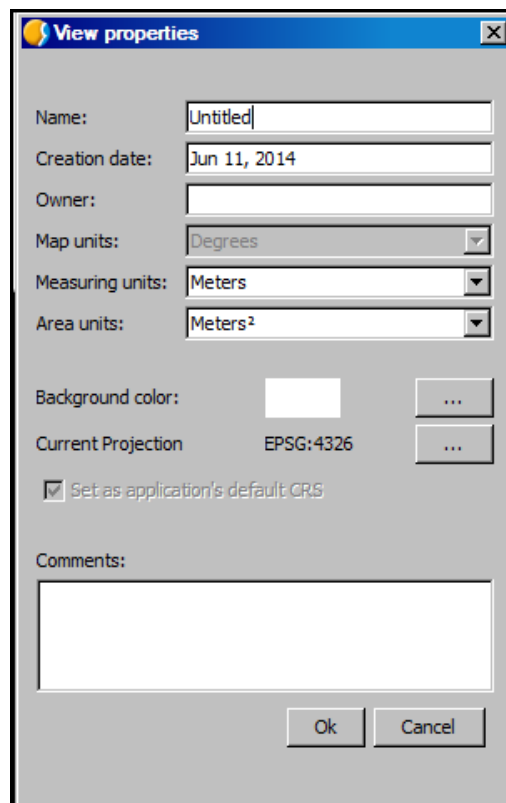 View properties
Name: Untitled
Creation date: Jun 11, 2014
Owner:
Map units: Degrees
Measuring units: Meters
Area units: Meters²
Background color: ...
Current Projection EPSG:4326 ...
Set as application's default CRS
Comments:
Ok Cancel